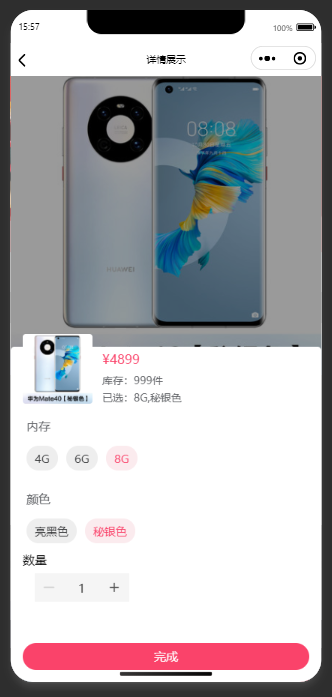 15:57
100%
详情展示
08:08
HUAWEI
¥4899
库存：999件
华为Mate40【秘银色】
已选：8G,秘银色
内存
4G 6G 8G
颜色
亮黑色 秘银色
数量
— 1 +
完成